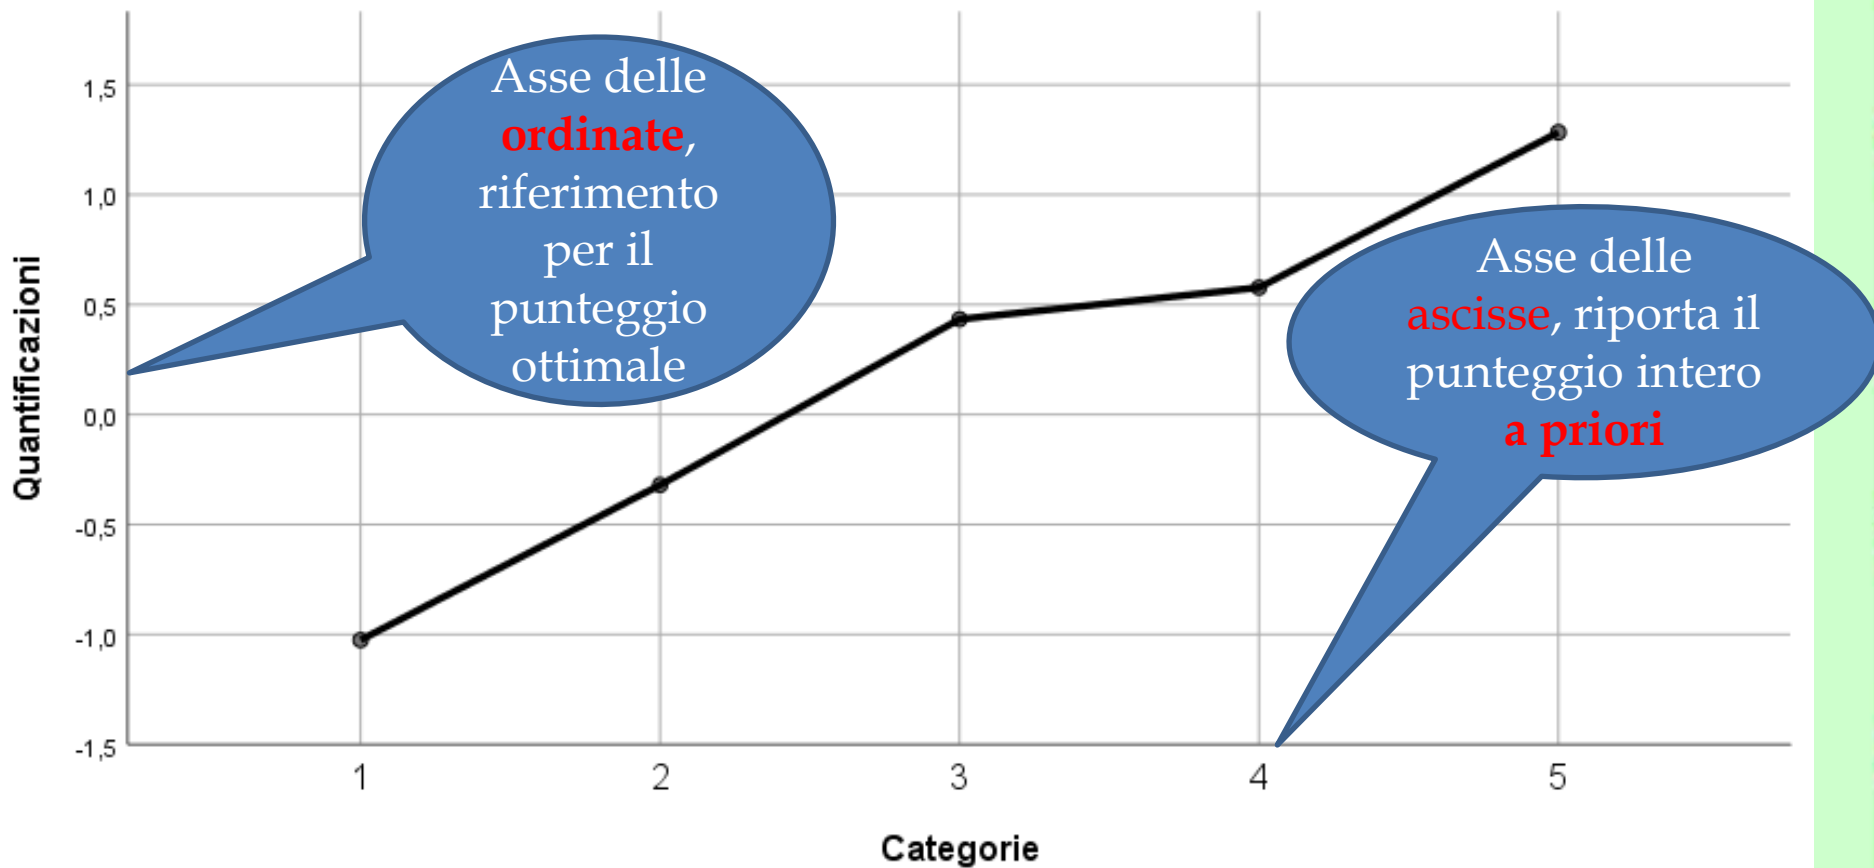 Asse delle
ordinate,
riferimento
per il
punteggio
ottimale
Asse delle
ascisse, riporta il
punteggio intero
a priori
Quantificazioni
1,5
1,0
0,5
0,0
-0,5
-1,0
-1,5
1 2 3 4 5
Categorie